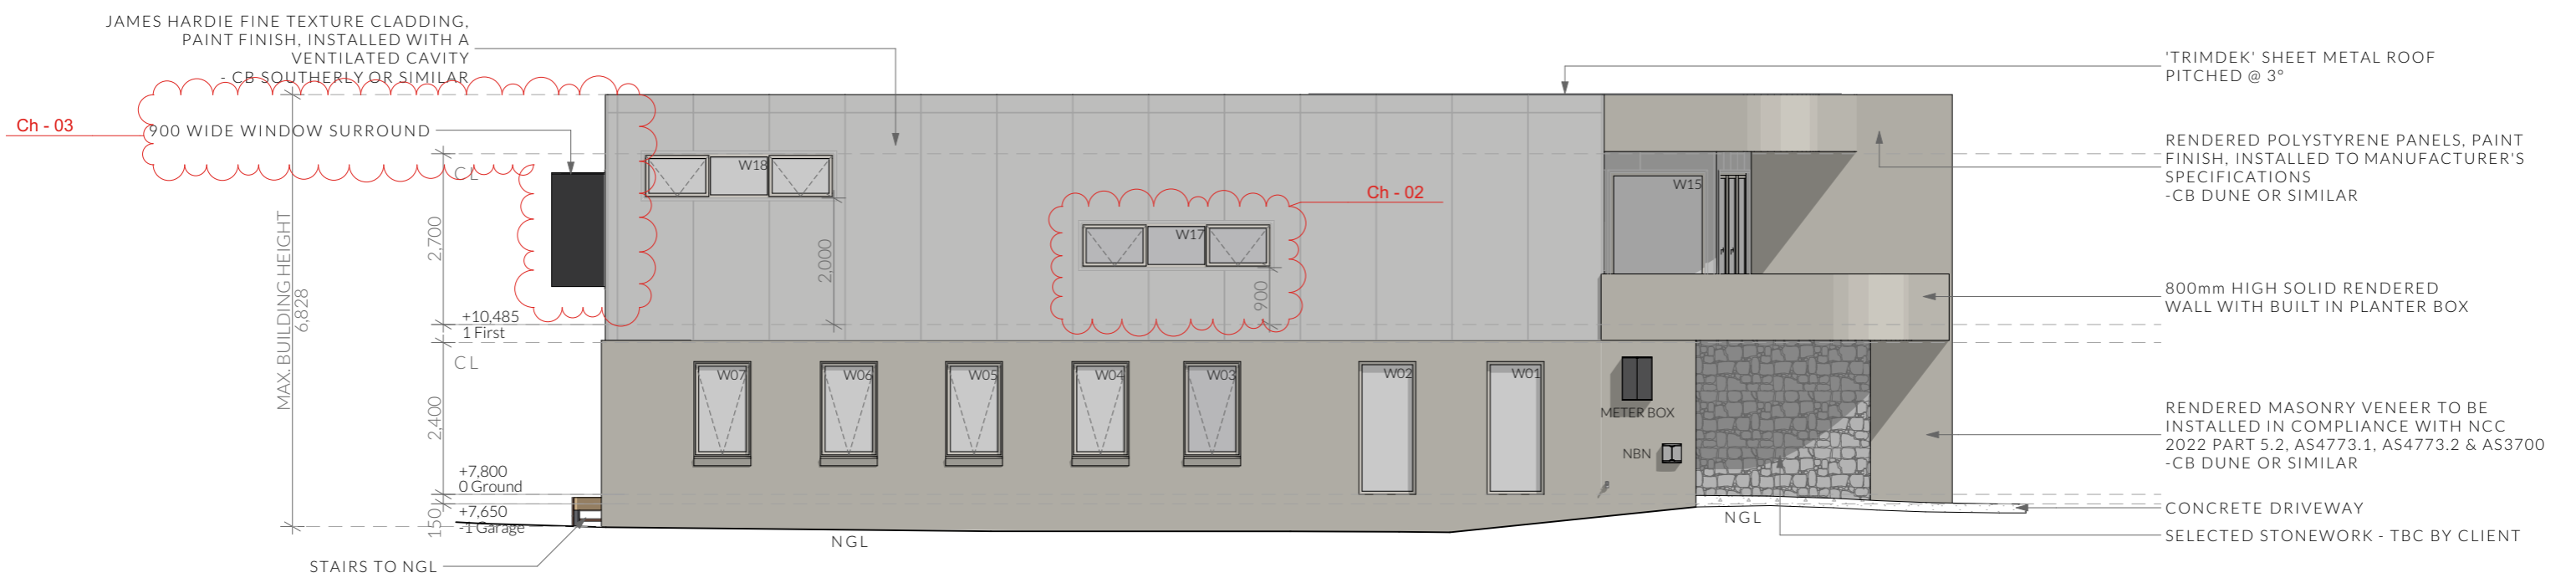 JAMES HARDIE FINE TEXTURE CLADDING,
PAINT FINISH, INSTALLED WITH A
VENTILATED CAVITY
- CB SOUTHERLY OR SIMILAR
Ch - 03
900 WIDE WINDOW SURROUND
CL
2,700
MAX. BUILDING HEIGHT
6,828
+10,485
1 First
CL
2,400
+7,800
0 Ground
+7,650
-1 Garage
150
STAIRS TO NGL
NGL
W18
2,000
Ch - 02
W17
900
W15
W07
W06
W05
W04
W03
W02
W01
METER BOX
NBN
NGL
'TRIMDEK' SHEET METAL ROOF
PITCHED @ 3°
RENDERED POLYSTYRENE PANELS, PAINT
FINISH, INSTALLED TO MANUFACTURER'S
SPECIFICATIONS
-CB DUNE OR SIMILAR
800mm HIGH SOLID RENDERED
WALL WITH BUILT IN PLANTER BOX
RENDERED MASONRY VENEER TO BE
INSTALLED IN COMPLIANCE WITH NCC
2022 PART 5.2, AS4773.1, AS4773.2 & AS3700
-CB DUNE OR SIMILAR
CONCRETE DRIVEWAY
SELECTED STONEWORK - TBC BY CLIENT